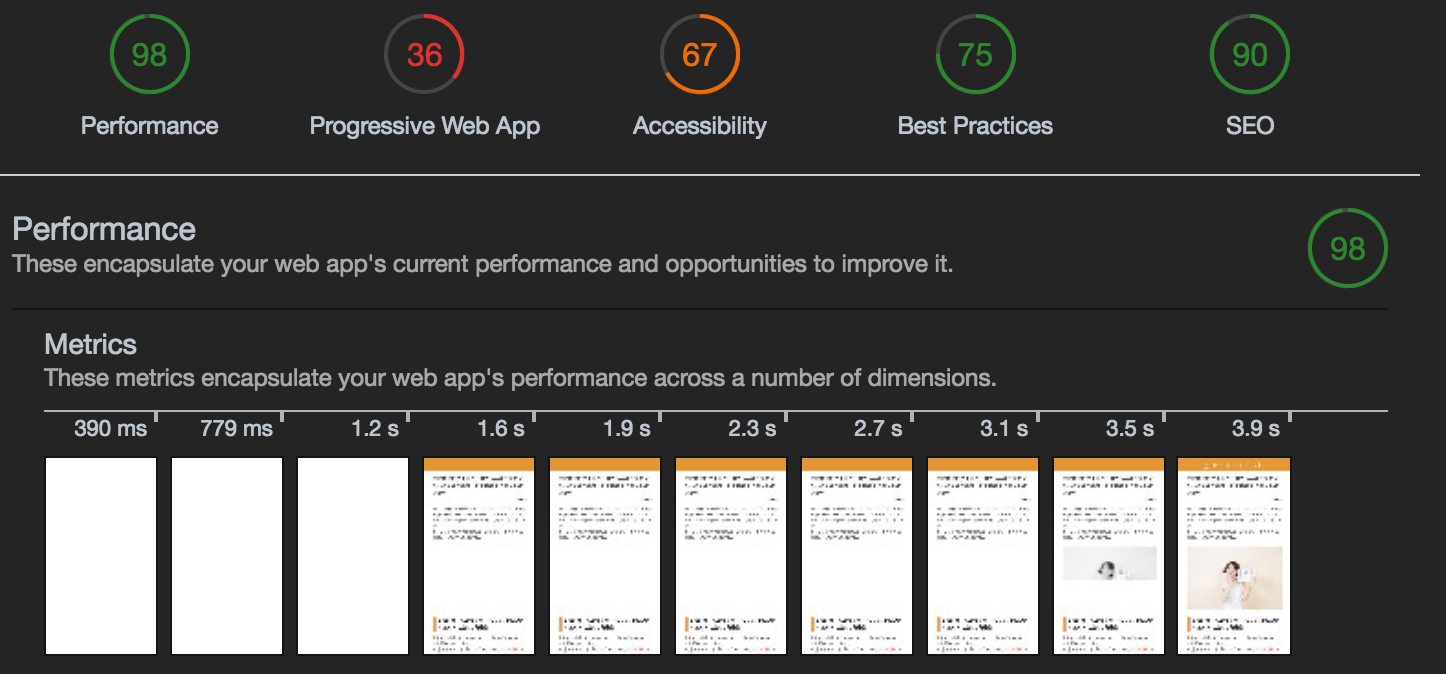 98 36 67 75 90
Performance Progressive Web App Accessibility Best Practices SEO
Performance
These encapsulate your web app's current performance and opportunities to improve it.
98
Metrics
These metrics encapsulate your web app's performance across a number of dimensions.
390 ms 779 ms 1.2 s 1.6 s 1.9 s 2.3 s 2.7 s 3.1 s 3.5 s 3.9 s